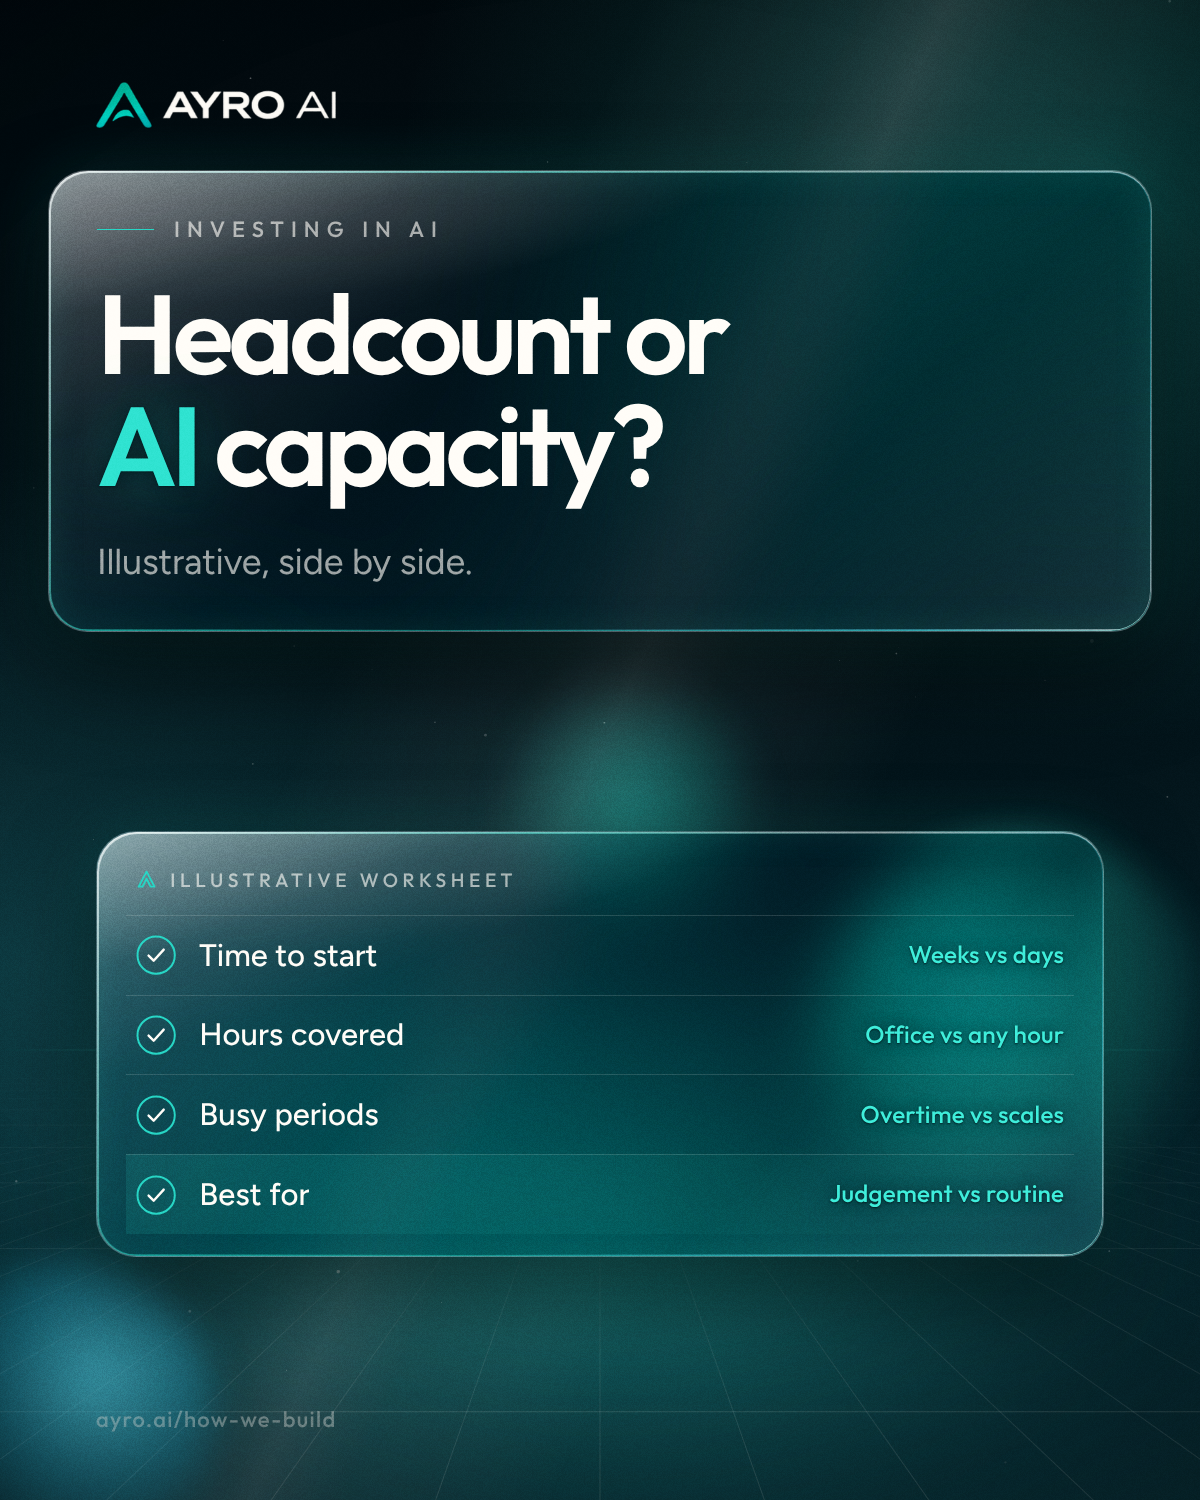 AYRO AI
INVESTING IN AI
Headcount or
AI capacity?
Illustrative, side by side.
ILLUSTRATIVE WORKSHEET
Time to start Weeks vs days
Hours covered Office vs any hour
Busy periods Overtime vs scales
Best for Judgement vs routine
ayro.ai/how-we-build